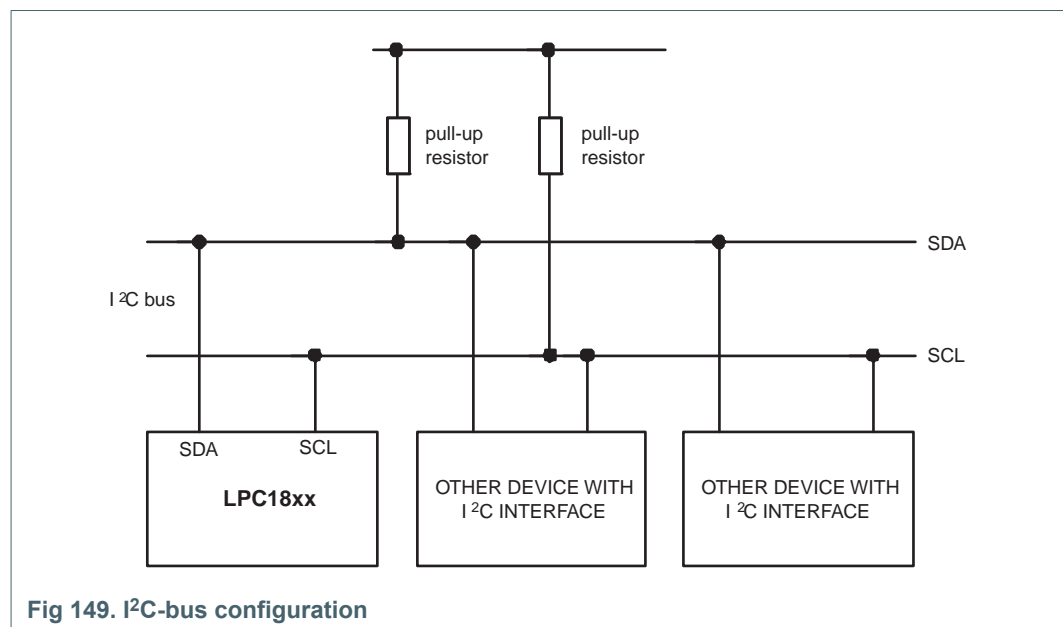 pull-up
resistor
pull-up
resistor
SDA
I ²C bus
SCL
SDA
SCL
LPC18xx
OTHER DEVICE WITH
I ²C INTERFACE
OTHER DEVICE WITH
I ²C INTERFACE
Fig 149. I²C-bus configuration